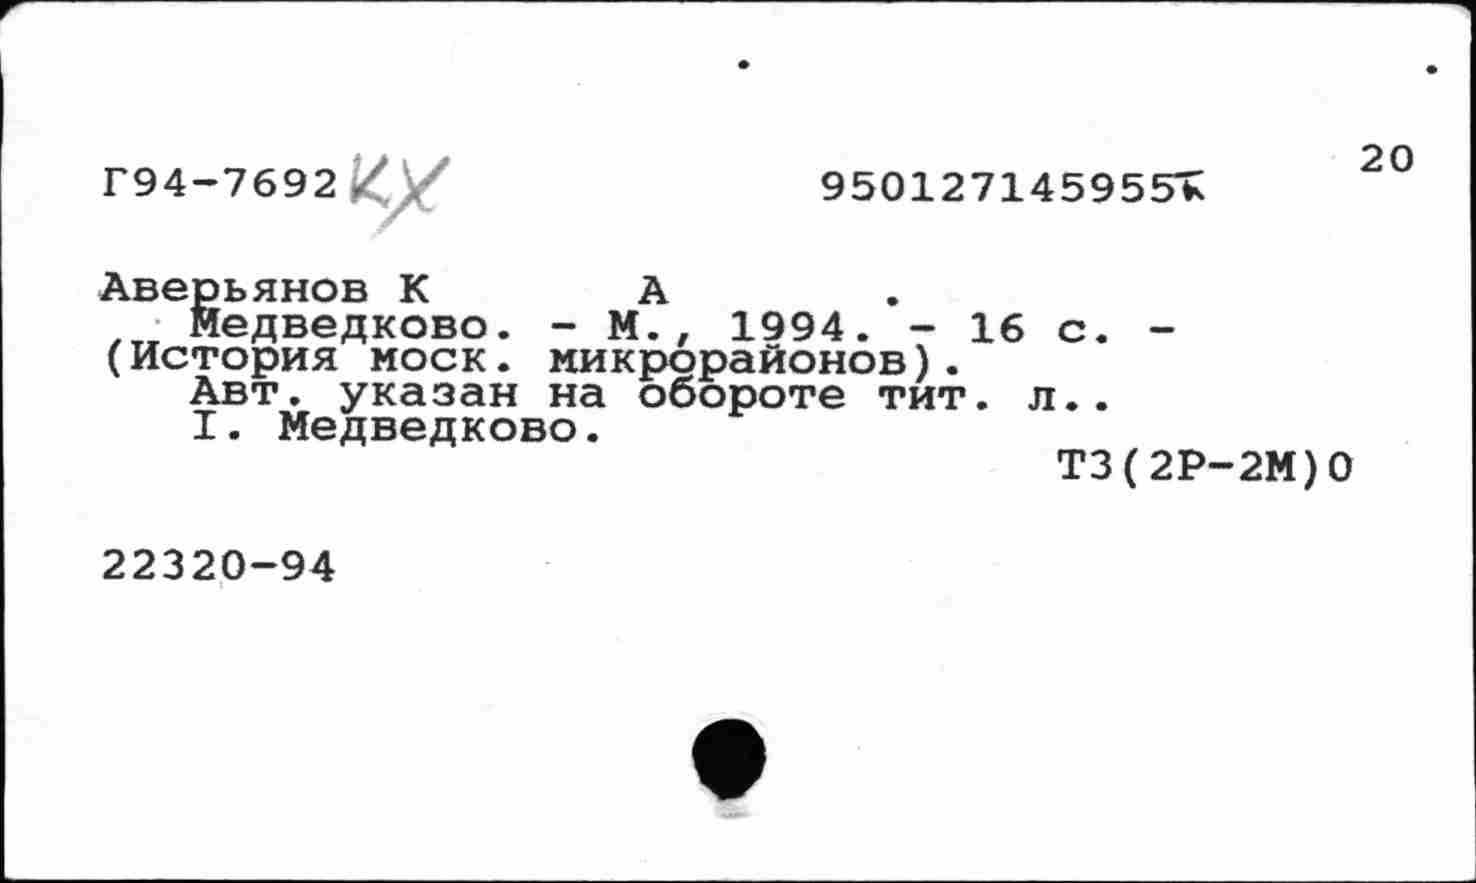 20
Г94-7692 КХ
950127145955к
Аверьянов К А .
Медведково. - М., 1994. - 16 с. -
(История моск. микрорайонов).
Авт. указан на обороте тит. л..
I. Медведково.
Т3(2Р-2М)0
22320-94